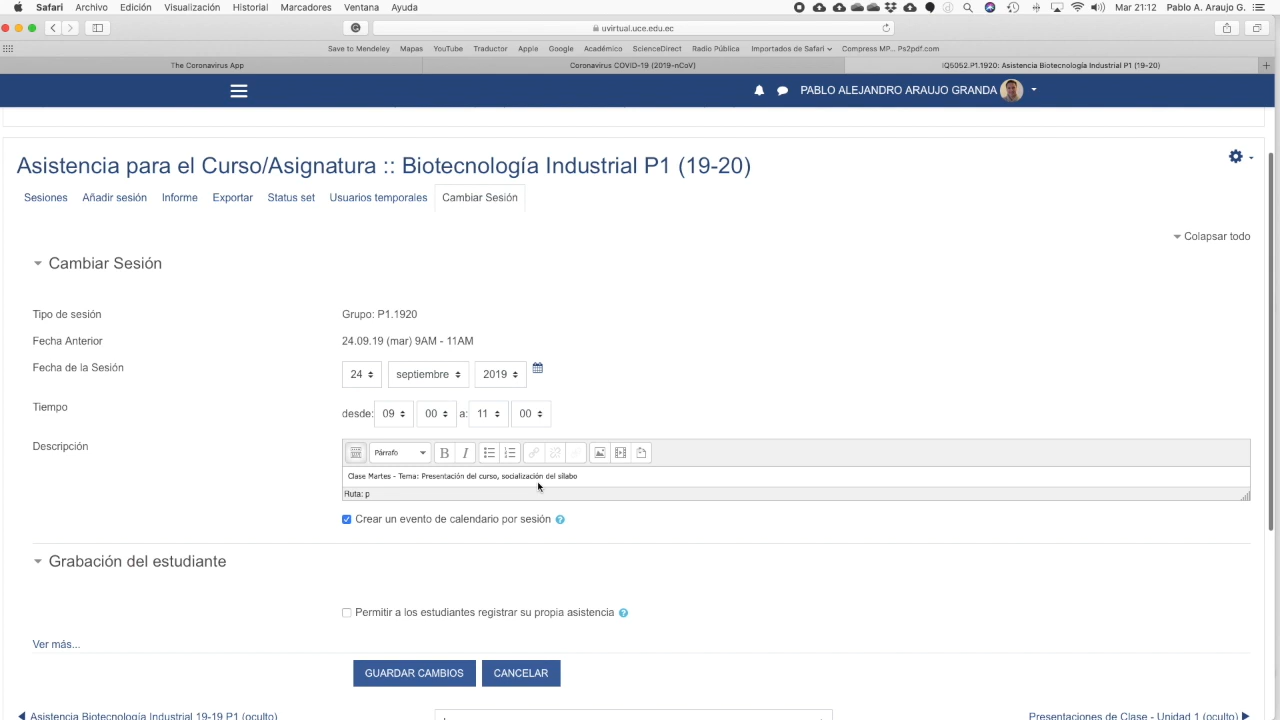 Safari Archivo Edición Visualización Historial Marcadores Ventana Ayuda Mar 21:12 Pablo A. Araujo G.
uvirtual.uce.edu.ec
Save to Mendeley Mapas YouTube Traductor Apple Google Académico ScienceDirect Radio Pública Importados de Safari Compress MP... Ps2pdf.com
The Coronavirus App Coronavirus COVID-19 (2019-nCoV) IQ5052.P1.1920: Asistencia Biotecnología Industrial P1 (19-20)
PABLO ALEJANDRO ARAUJO GRANDA
Asistencia para el Curso/Asignatura :: Biotecnología Industrial P1 (19-20)
Sesiones Añadir sesión Informe Exportar Status set Usuarios temporales Cambiar Sesión
Colapsar todo
Cambiar Sesión
Tipo de sesión Grupo: P1.1920
Fecha Anterior 24.09.19 (mar) 9AM - 11AM
Fecha de la Sesión 24 septiembre 2019
Tiempo desde: 09 00 a: 11 00
Descripción Párrafo B I
Clase Martes - Tema: Presentación del curso, socialización del sílabo
Ruta: p
Crear un evento de calendario por sesión ?
Grabación del estudiante
Permitir a los estudiantes registrar su propia asistencia ?
Ver más...
GUARDAR CAMBIOS CANCELAR
Asistencia Biotecnología Industrial 19-19 P1 (oculto) Presentaciones de Clase - Unidad 1 (oculto)